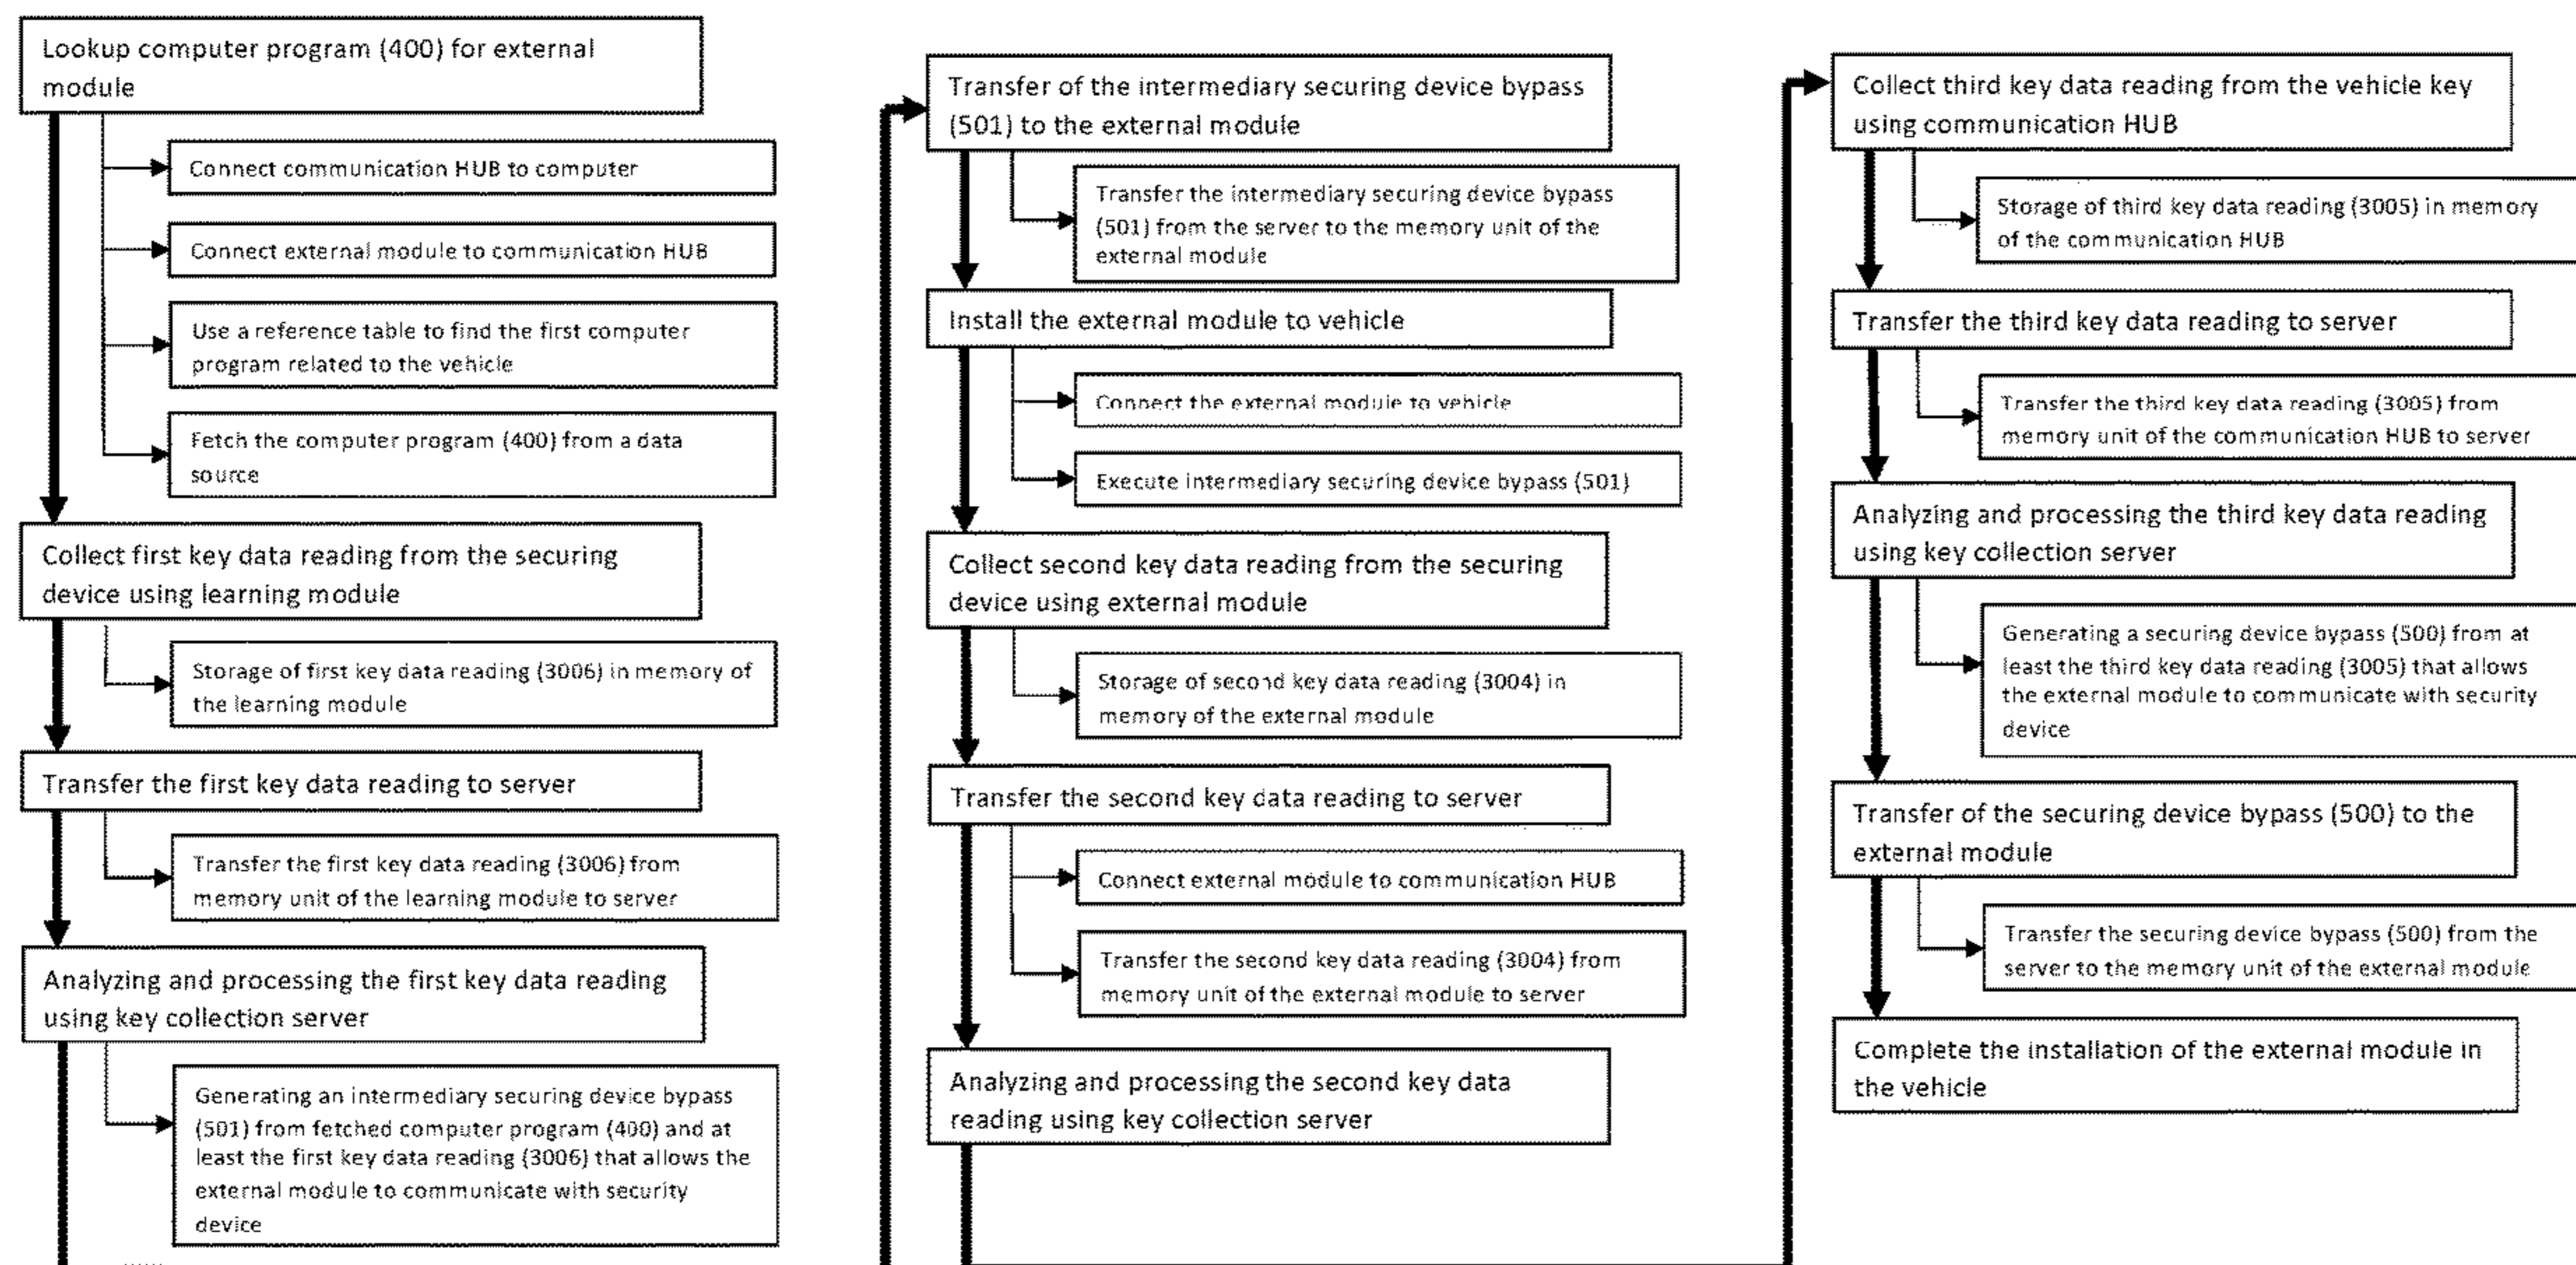 Lookup computer program (400) for external
module
Connect communication HUB to computer
Connect external module to communication HUB
Use a reference table to find the first computer
program related to the vehicle
Fetch the computer program (400) from a data
source
Collect first key data reading from the securing
device using learning module
Storage of first key data reading (3006) in memory of
the learning module
Transfer the first key data reading to server
Transfer the first key data reading (3006) from
memory unit of the learning module to server
Analyzing and processing the first key data reading
using key collection server
Generating an intermediary securing device bypass
(501) from fetched computer program (400) and at
least the first key data reading (3006) that allows the
external module to communicate with security
device
Transfer of the intermediary securing device bypass
(501) to the external module
Transfer the intermediary securing device bypass
(501) from the server to the memory unit of the
external module
Install the external module to vehicle
Connect the external module to vehicle
Execute intermediary securing device bypass (501)
Collect second key data reading from the securing
device using external module
Storage of second key data reading (3004) in
memory of the external module
Transfer the second key data reading to server
Connect external module to communication HUB
Transfer the second key data reading (3004) from
memory unit of the external module to server
Analyzing and processing the second key data
reading using key collection server
Collect third key data reading from the vehicle key
using communication HUB
Storage of third key data reading (3005) in memory
of the communication HUB
Transfer the third key data reading to server
Transfer the third key data reading (3005) from
memory unit of the communication HUB to server
Analyzing and processing the third key data reading
using key collection server
Generating a securing device bypass (500) from at
least the third key data reading (3005) that allows
the external module to communicate with security
device
Transfer of the securing device bypass (500) to the
external module
Transfer the securing device bypass (500) from the
server to the memory unit of the external module
Complete the installation of the external module in
the vehicle